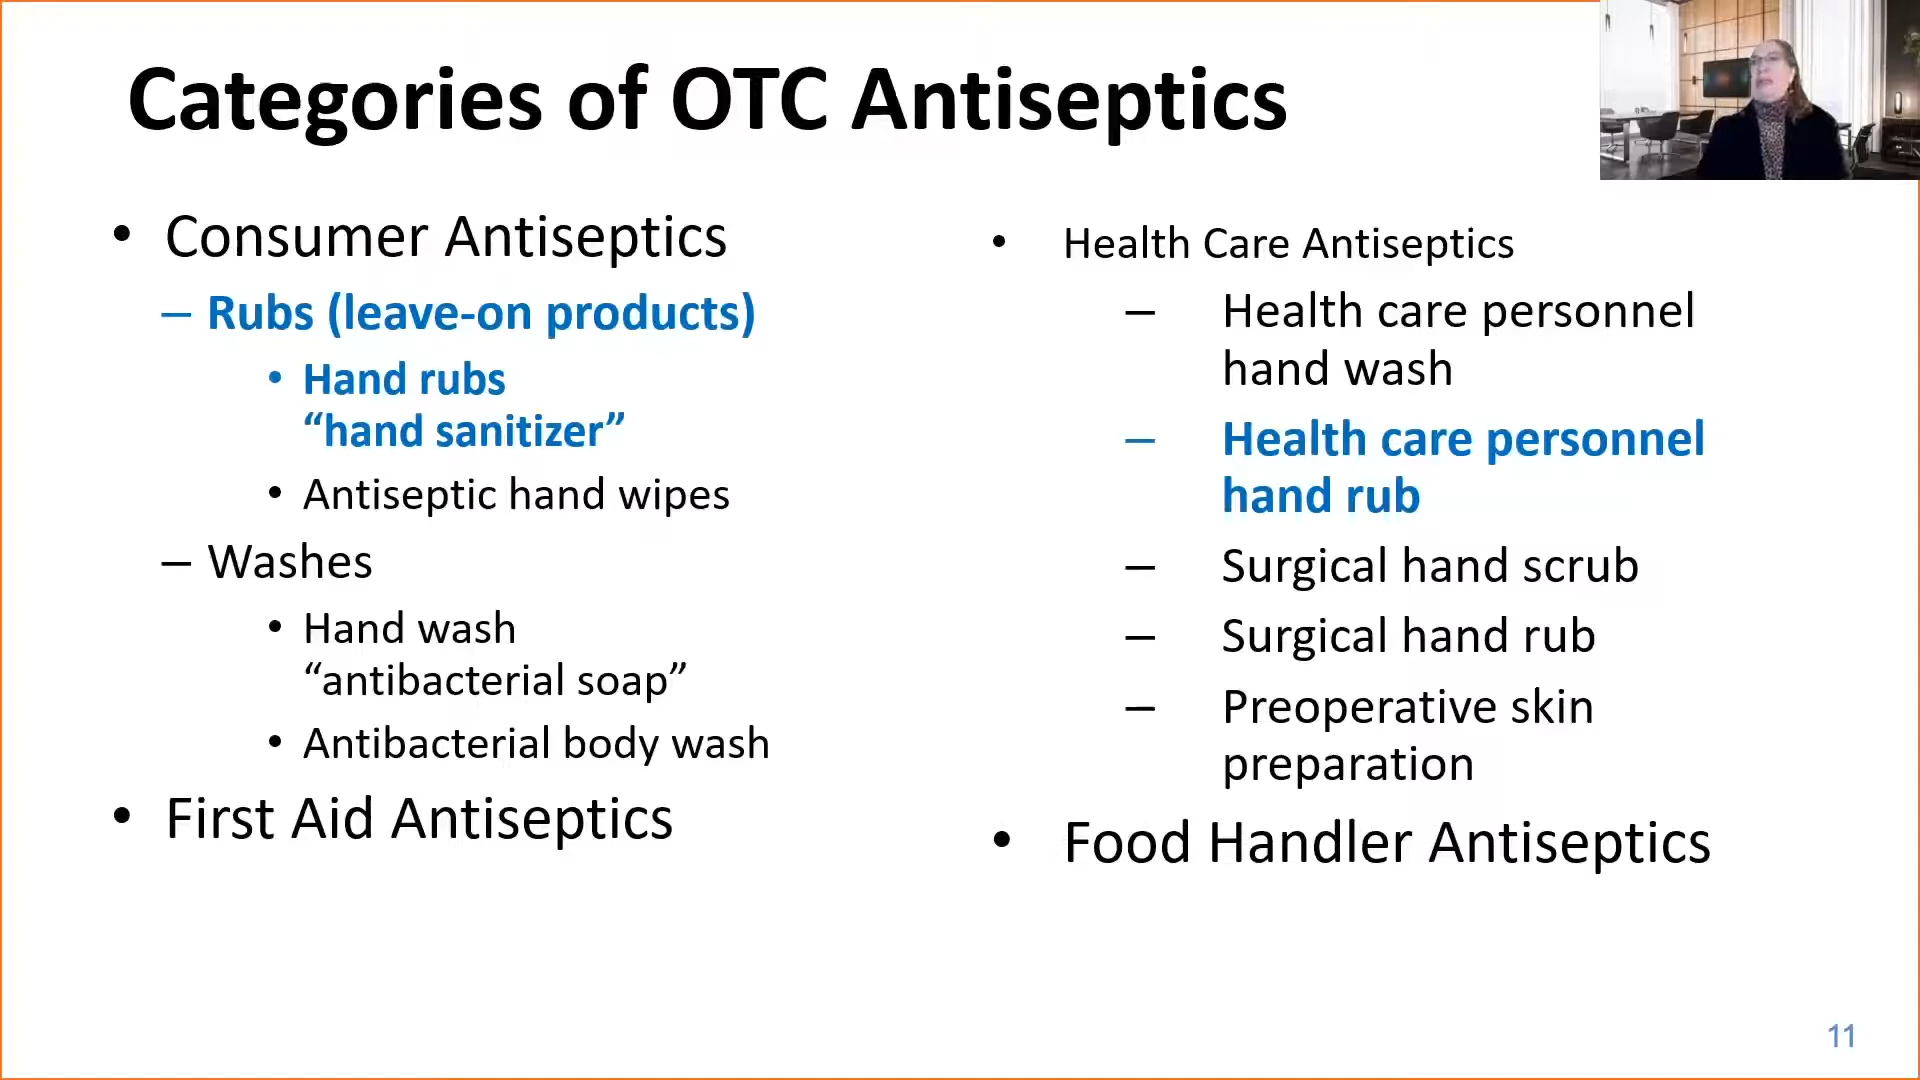 Categories of OTC Antiseptics
• Consumer Antiseptics
– Rubs (leave-on products)
• Hand rubs
“hand sanitizer”
• Antiseptic hand wipes
– Washes
• Hand wash
“antibacterial soap”
• Antibacterial body wash
• First Aid Antiseptics
• Health Care Antiseptics
– Health care personnel
hand wash
– Health care personnel
hand rub
– Surgical hand scrub
– Surgical hand rub
– Preoperative skin
preparation
• Food Handler Antiseptics
11